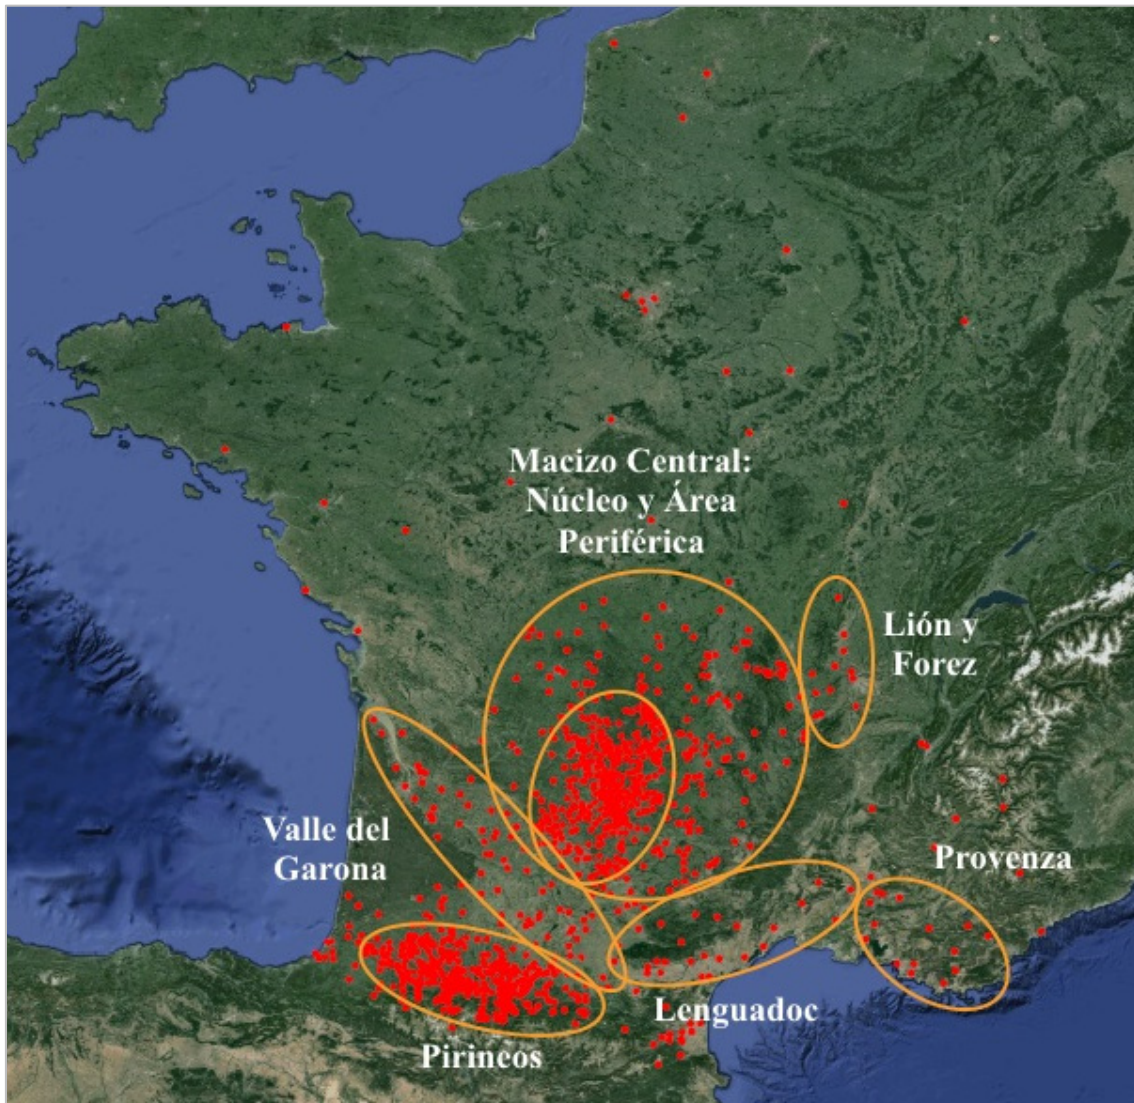 Macizo Central:
Núcleo y Área
Periférica
Lión y
Forez
Valle del
Garona
Provenza
Lenguadoc
Pirineos